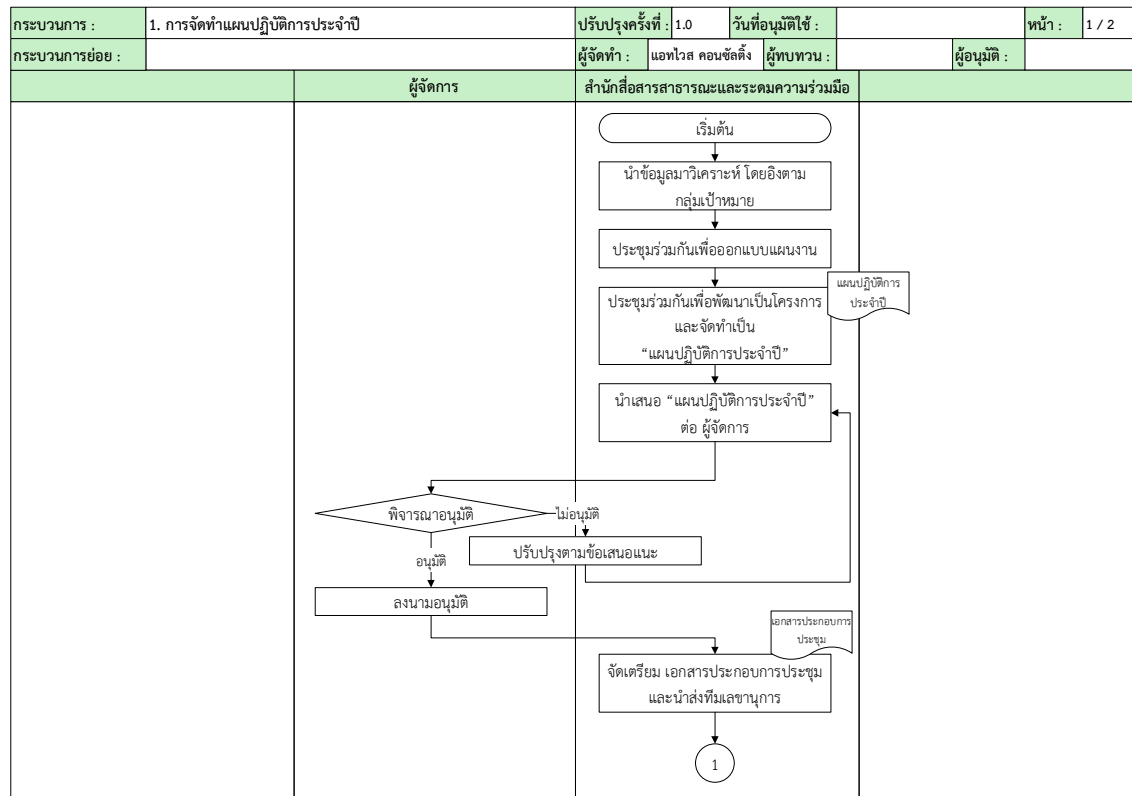 กระบวนการ : 1. การจัดทำแผนปฏิบัติการประจำปี ปรับปรุงครั้งที่ : 1.0 วันที่อนุมัติใช้ : หน้า : 1 / 2
กระบวนการย่อย : ผู้จัดทำ : แอทไวส คอนซัลติ้ง ผู้ทบทวน : ผู้อนุมัติ :
ผู้จัดการ สำนักสื่อสารสาธารณะและระดมความร่วมมือ
เริ่มต้น
นำข้อมูลมาวิเคราะห์ โดยอิงตาม
กลุ่มเป้าหมาย
ประชุมร่วมกันเพื่อออกแบบแผนงาน
แผนปฏิบัติการ
ประจำปี
ประชุมร่วมกันเพื่อพัฒนาเป็นโครงการ
และจัดทำเป็น
“แผนปฏิบัติการประจำปี”
นำเสนอ “แผนปฏิบัติการประจำปี”
ต่อ ผู้จัดการ
พิจารณาอนุมัติ
ไม่อนุมัติ
ปรับปรุงตามข้อเสนอแนะ
อนุมัติ
ลงนามอนุมัติ
เอกสารประกอบการ
ประชุม
จัดเตรียม เอกสารประกอบการประชุม
และนำส่งทีมเลขานุการ
1